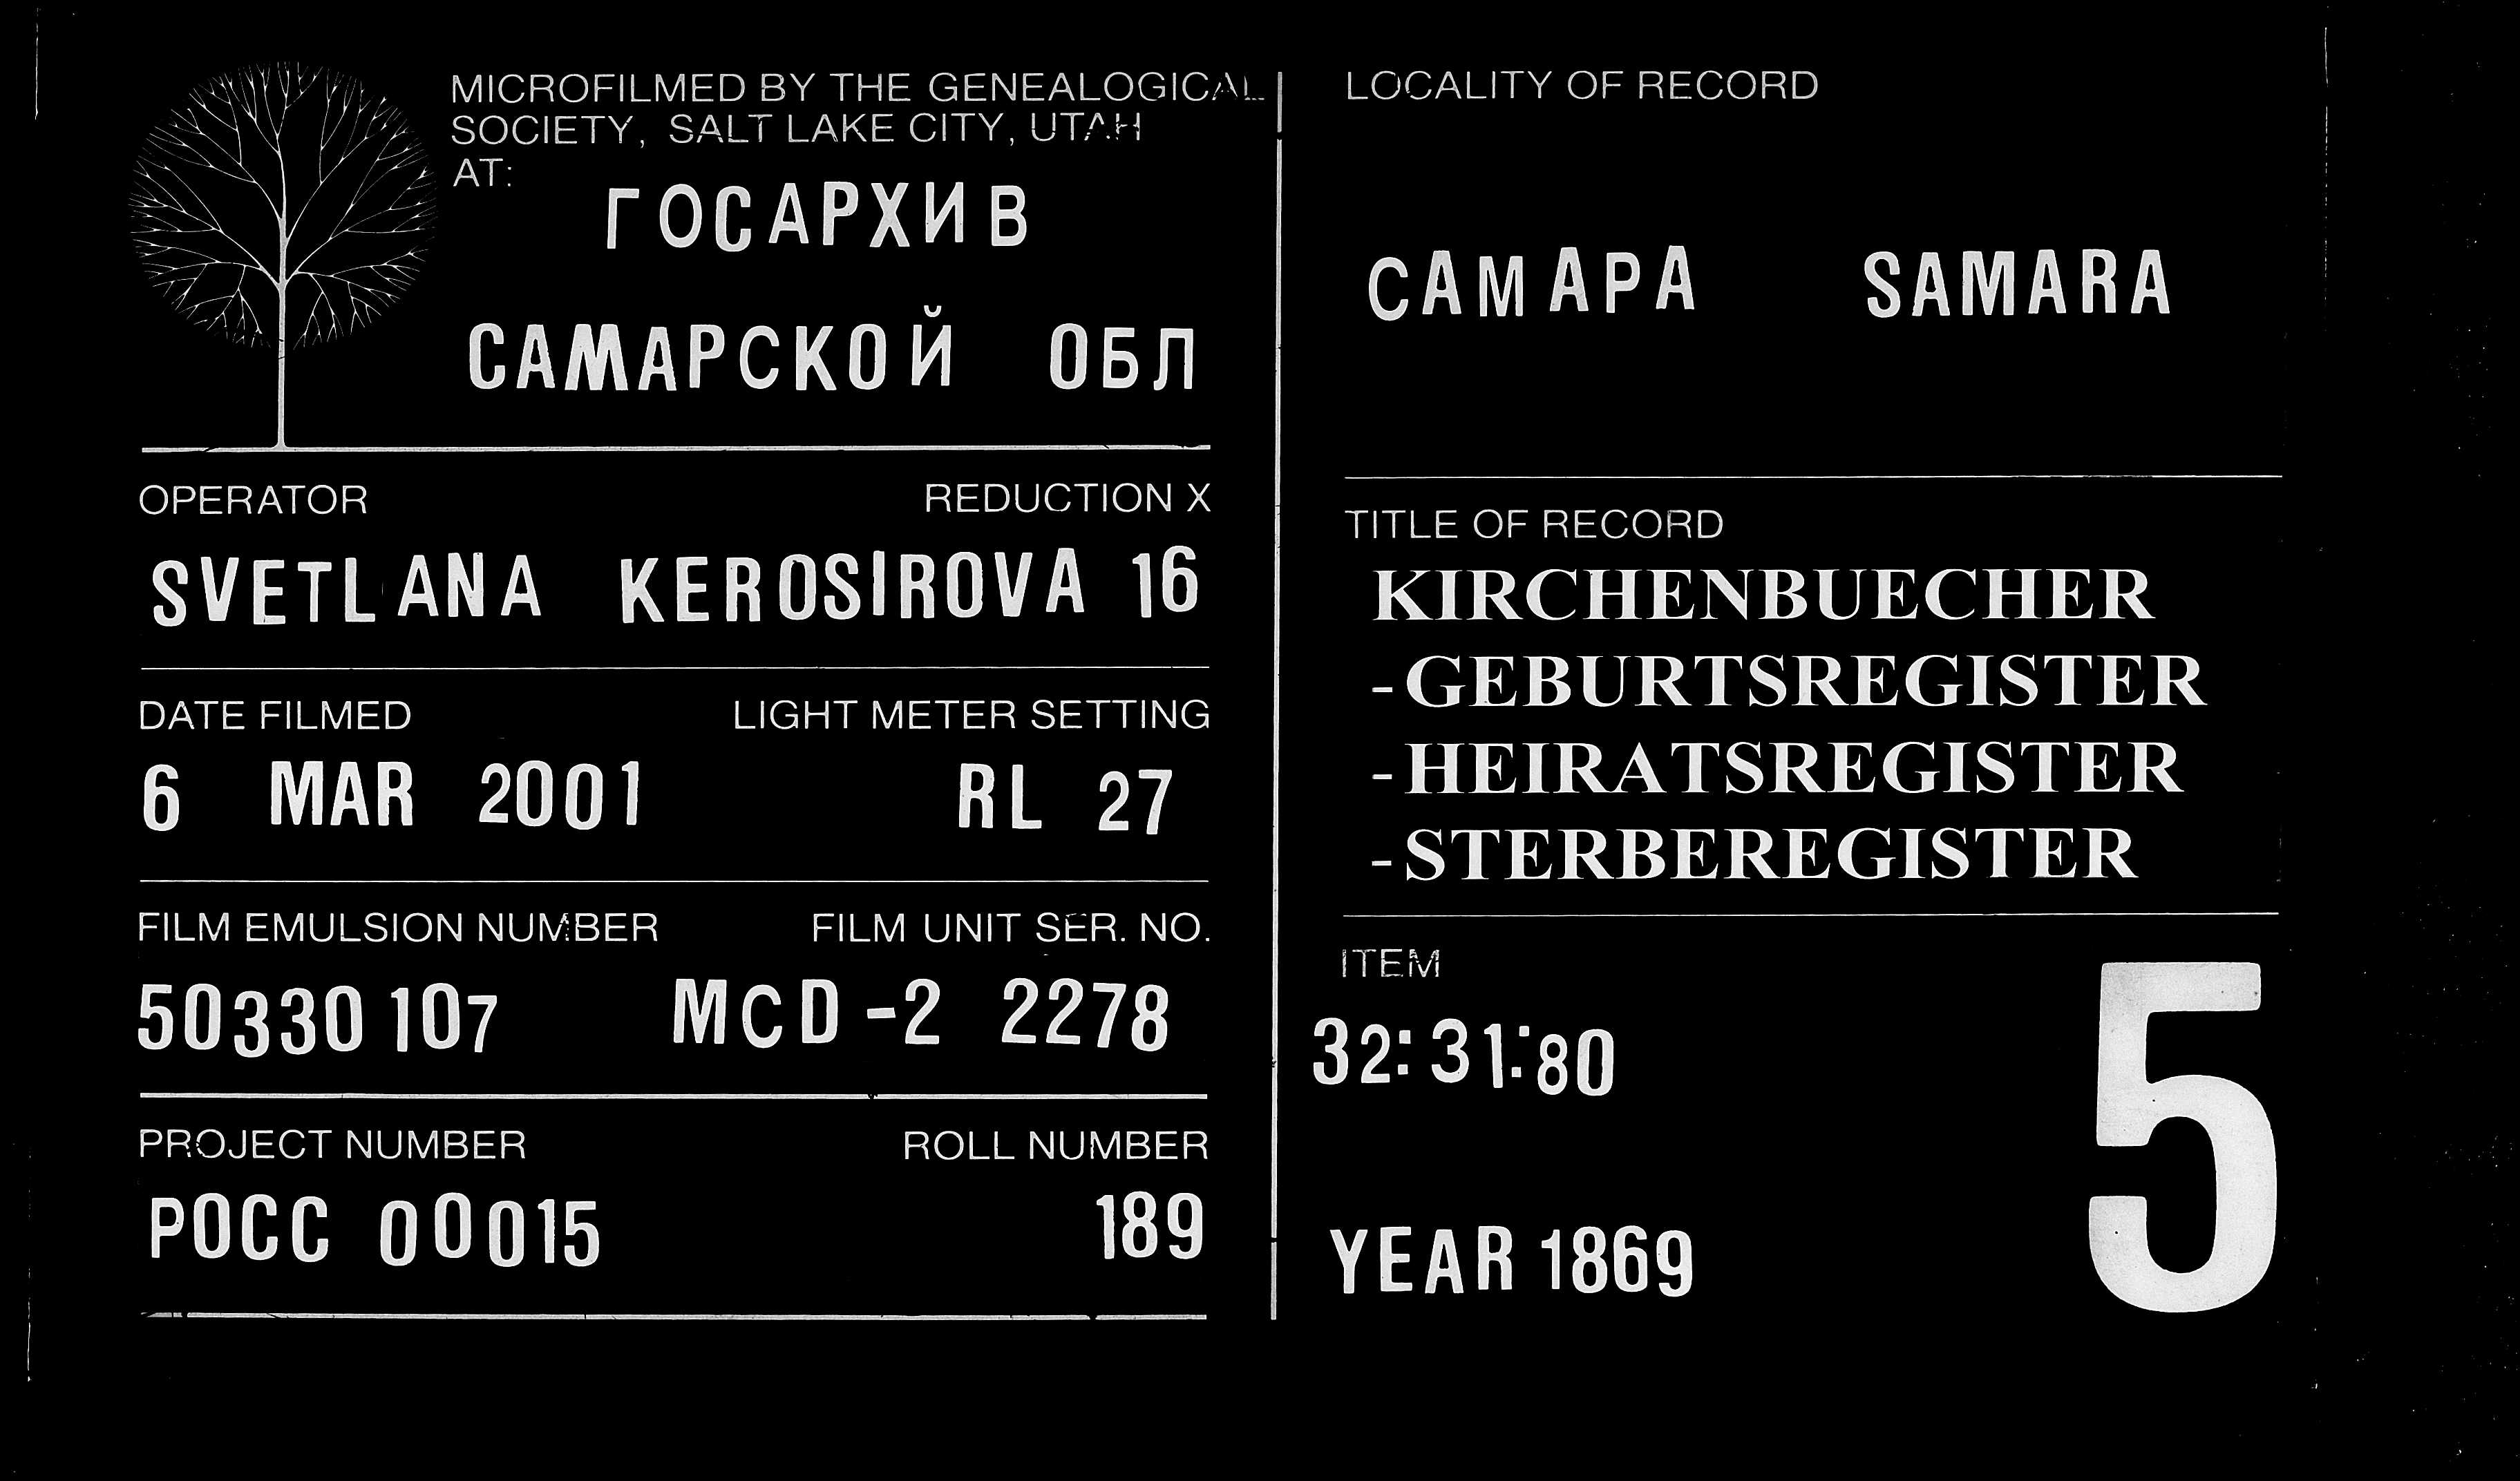 MICROFILMED BY THE GENEALOGICAL
SOCIETY, SALT LAKE CITY, UTAH
AT:
ГОСАРХИВ
САМАРСКОЙ ОБЛ
OPERATOR REDUCTION X
SVETLANA KEROSIROVA 16
DATE FILMED LIGHT METER SETTING
6 MAR 2001 RL 27
FILM EMULSION NUMBER FILM UNIT SER. NO.
50330107 MCD-2 2278
PROJECT NUMBER ROLL NUMBER
РОСС 00015 189
LOCALITY OF RECORD
САМАРА SAMARA
TITLE OF RECORD
KIRCHENBUECHER
-GEBURTSREGISTER
-HEIRATSREGISTER
-STERBEREGISTER
ITEM
5
32:31:80
YEAR 1869